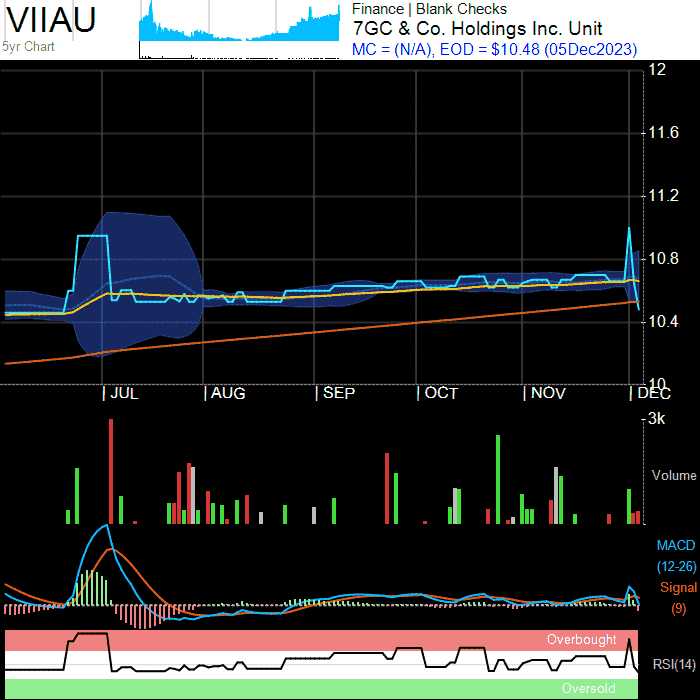 VIIAU
5yr Chart
Finance | Blank Checks
7GC & Co. Holdings Inc. Unit
MC = (N/A), EOD = $10.48 (05Dec2023)
12
11.6
11.2
10.8
10.4
10
JUL AUG SEP OCT NOV DEC
3k
Volume
MACD
(12-26)
Signal
(9)
Overbought
RSI(14)
Oversold